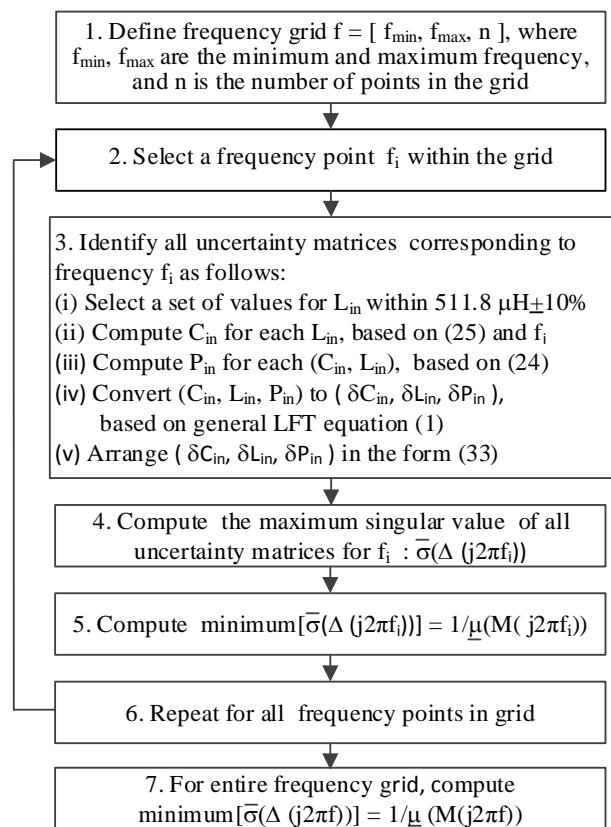 1. Define frequency grid f = [ fmin, fmax, n ], where
fmin, fmax are the minimum and maximum frequency,
and n is the number of points in the grid
2. Select a frequency point fi within the grid
3. Identify all uncertainty matrices corresponding to
frequency fi as follows:
(i) Select a set of values for Lin within 511.8 μH±10%
(ii) Compute Cin for each Lin, based on (25) and fi
(iii) Compute Pin for each (Cin, Lin), based on (24)
(iv) Convert (Cin, Lin, Pin) to ( δCin, δLin, δPin ),
based on general LFT equation (1)
(v) Arrange ( δCin, δLin, δPin ) in the form (33)
4. Compute the maximum singular value of all
uncertainty matrices for fi : σ̅(Δ (j2πfi))
5. Compute minimum[σ̅(Δ (j2πfi))] = 1/μ̲(M( j2πfi))
6. Repeat for all frequency points in grid
7. For entire frequency grid, compute
minimum[σ̅(Δ (j2πf))] = 1/μ̲ (M(j2πf))